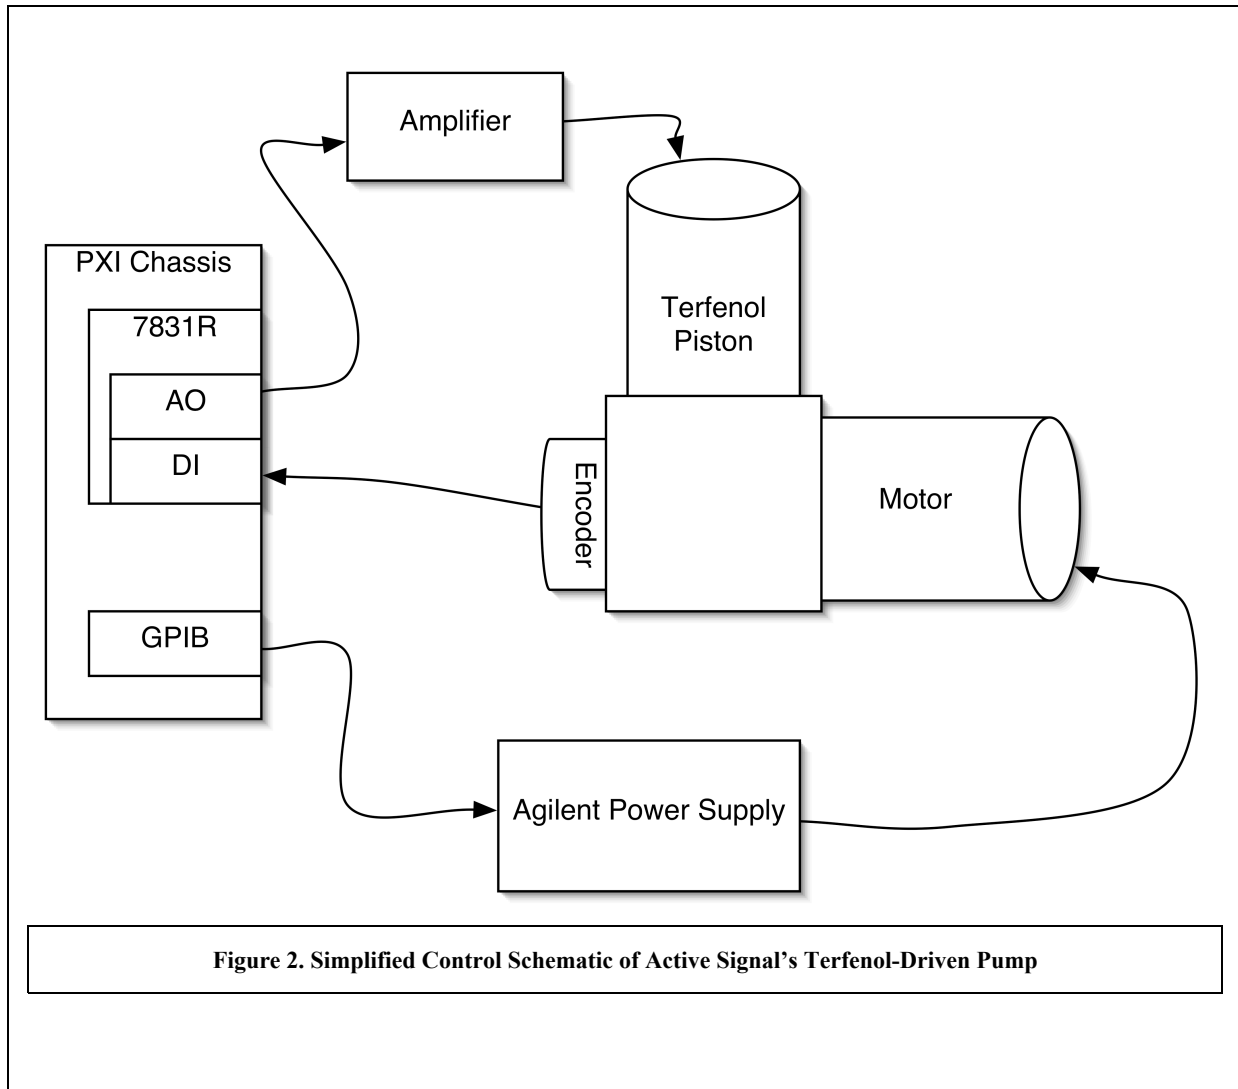 Amplifier
PXI Chassis
7831R
AO
DI
GPIB
Terfenol
Piston
Encoder
Motor
Agilent Power Supply
Figure 2. Simplified Control Schematic of Active Signal’s Terfenol-Driven Pump